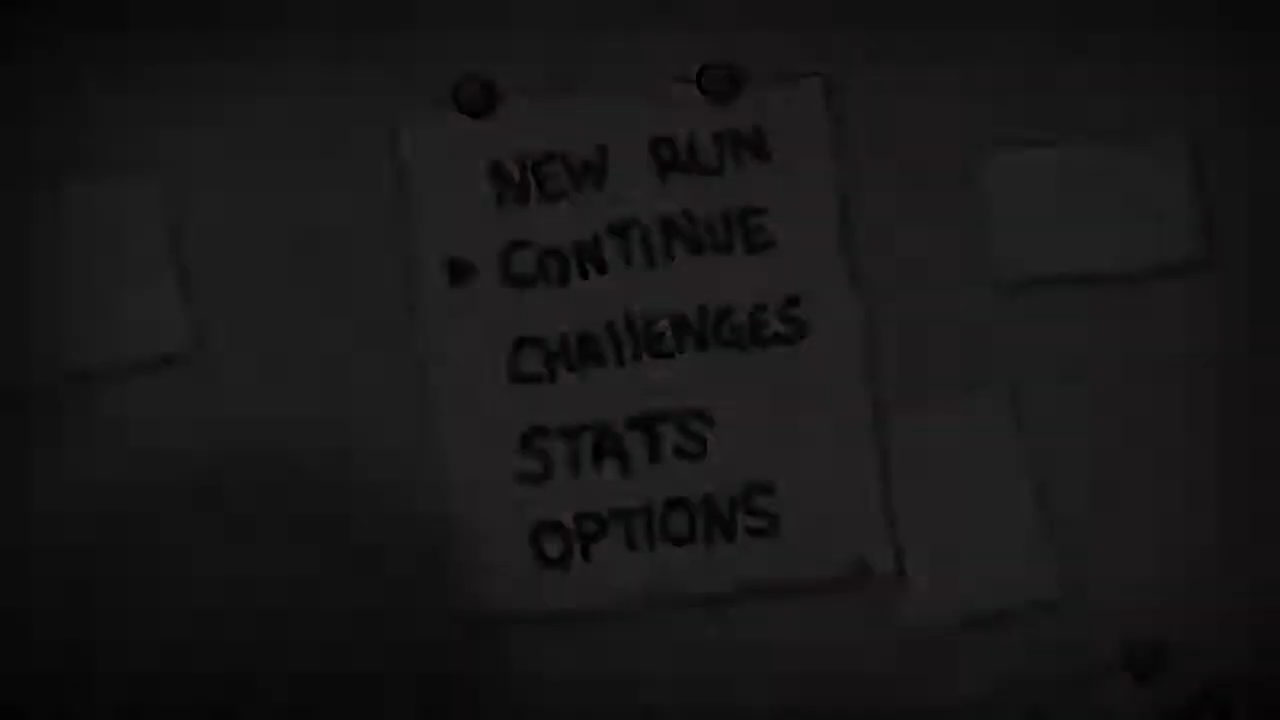 NEW RUN
CONTINUE
CHAllENGES
STATS
OPTIONS